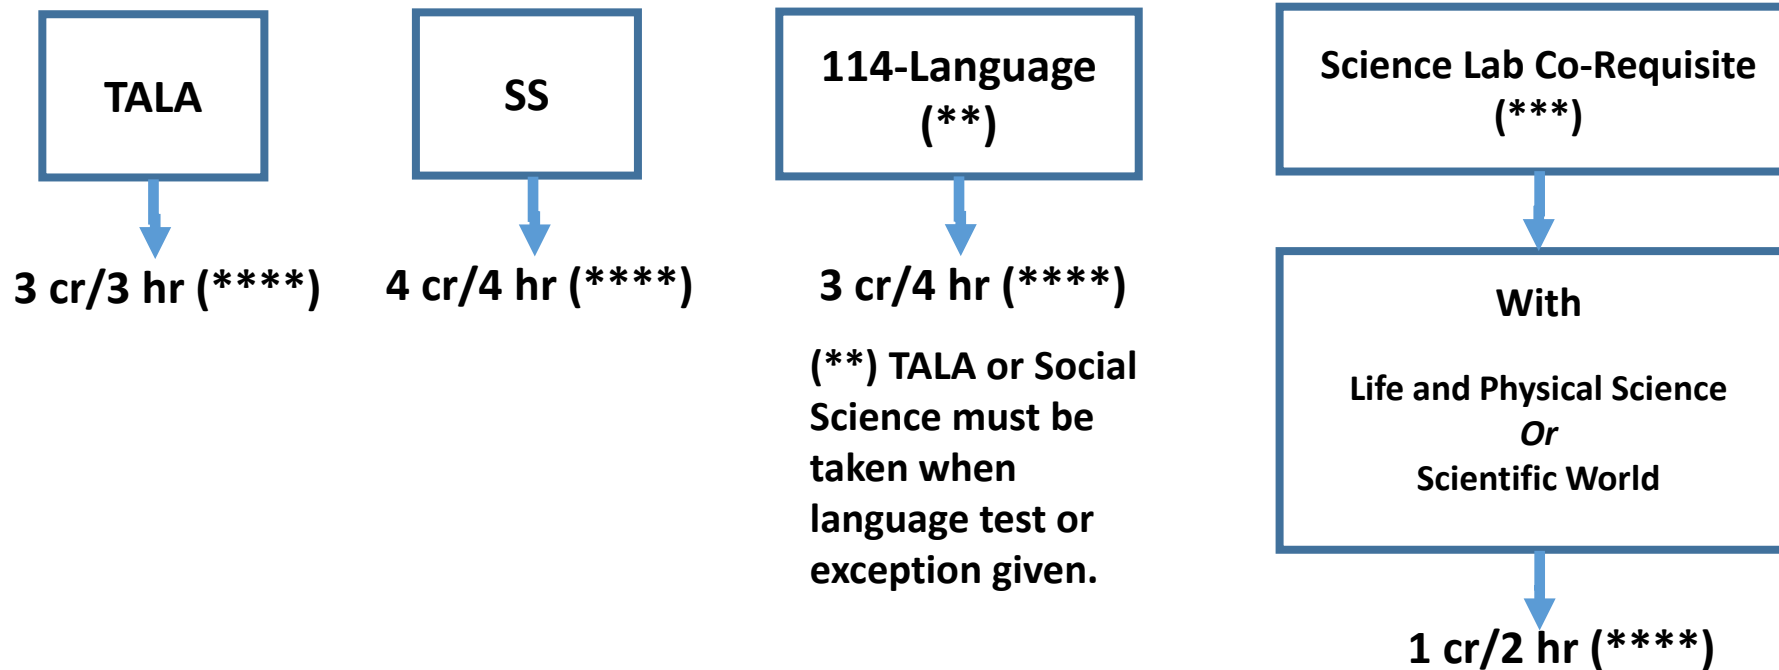 TALA
3 cr/3 hr (****)
SS
4 cr/4 hr (****)
114-Language
(**)
3 cr/4 hr (****)
(**) TALA or Social
Science must be
taken when
language test or
exception given.
Science Lab Co-Requisite
(***)
With
Life and Physical Science
Or
Scientific World
1 cr/2 hr (****)